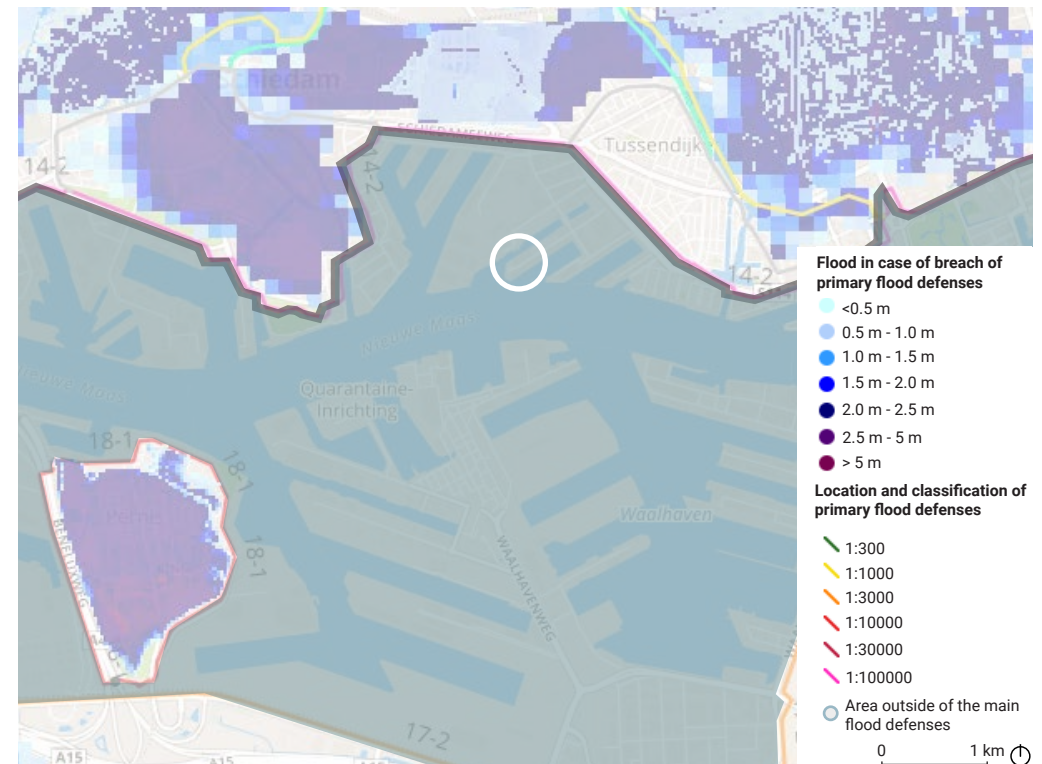 Schiedam
SCHIEDAMSEWEG
Tussendijk
14-2
14-2
14-2
Nieuwe Maas
Nieuwe Maas
Quarantaine-
Inrichting
18-1
18-1
18-1
Pernis
BENELUXWEG
Waalhaven
WAALHAVENWEG
17-2
A15
A15
Flood in case of breach of
primary flood defenses
<0.5 m
0.5 m - 1.0 m
1.0 m - 1.5 m
1.5 m - 2.0 m
2.0 m - 2.5 m
2.5 m - 5 m
> 5 m
Location and classification of
primary flood defenses
1:300
1:1000
1:3000
1:10000
1:30000
1:100000
Area outside of the main
flood defenses
0 1 km